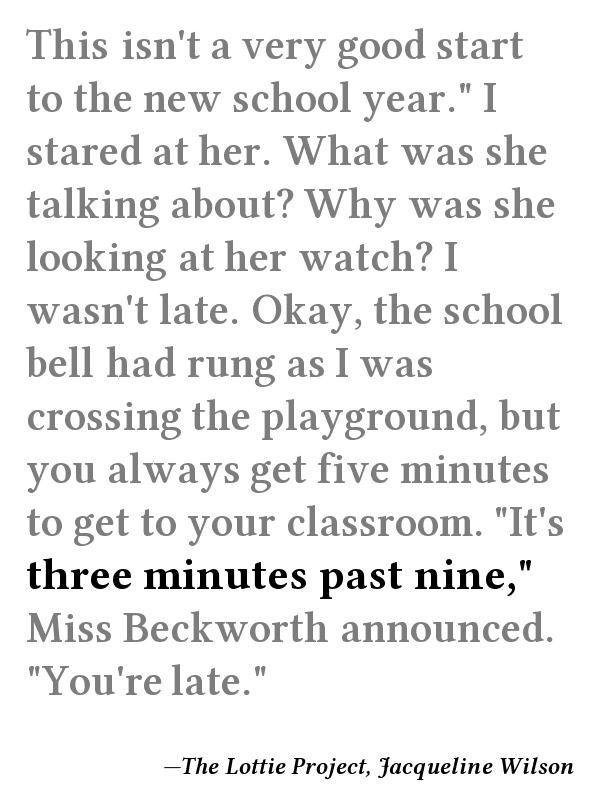 This isn't a very good start
to the new school year." I
stared at her. What was she
talking about? Why was she
looking at her watch? I
wasn't late. Okay, the school
bell had rung as I was
crossing the playground, but
you always get five minutes
to get to your classroom. "It's
three minutes past nine,"
Miss Beckworth announced.
"You're late."
—The Lottie Project, Jacqueline Wilson